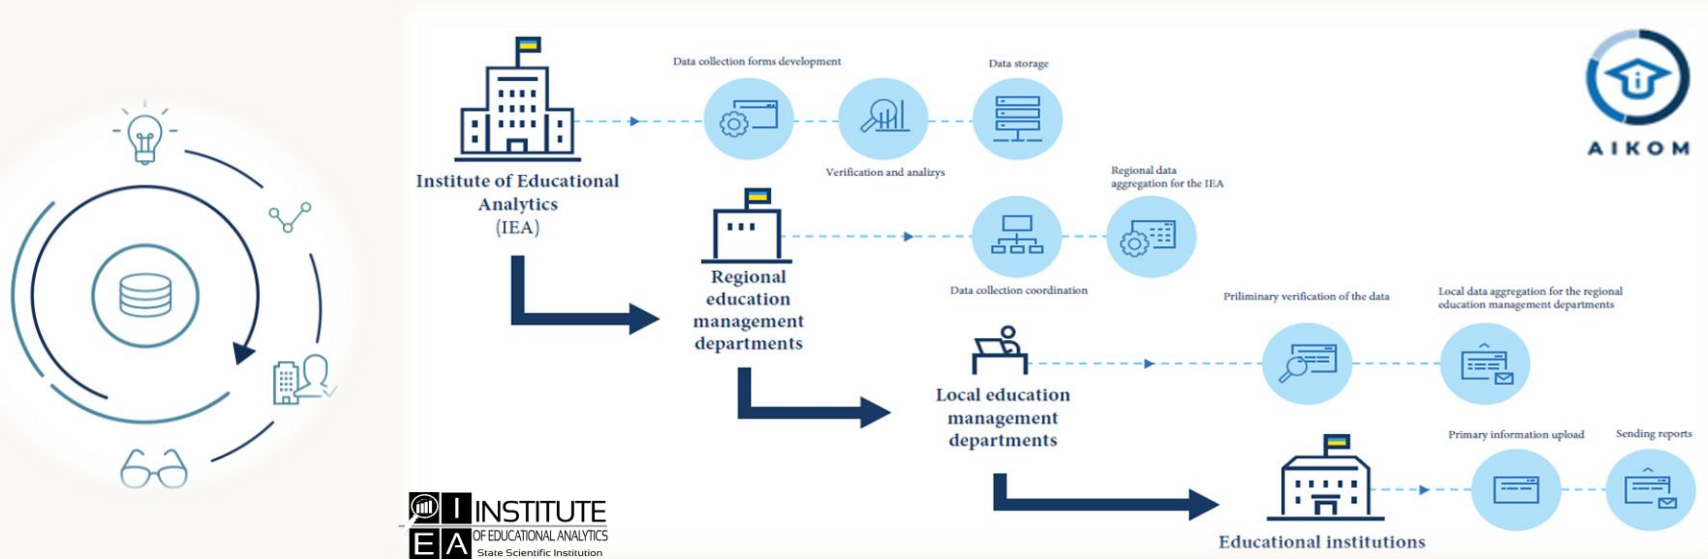 Data collection forms development
Data storage
Verification and analizys
AIKOM
Institute of Educational
Analytics
(IEA)
Regional data
aggregation for the IEA
Data collection coordination
Regional
education
management
departments
Priliminary verification of the data
Local data aggregation for the regional
education management departments
Local education
management
departments
Primary information upload
Sending reports
Educational institutions
I
E A
INSTITUTE
OF EDUCATIONAL ANALYTICS
State Scientific Institution